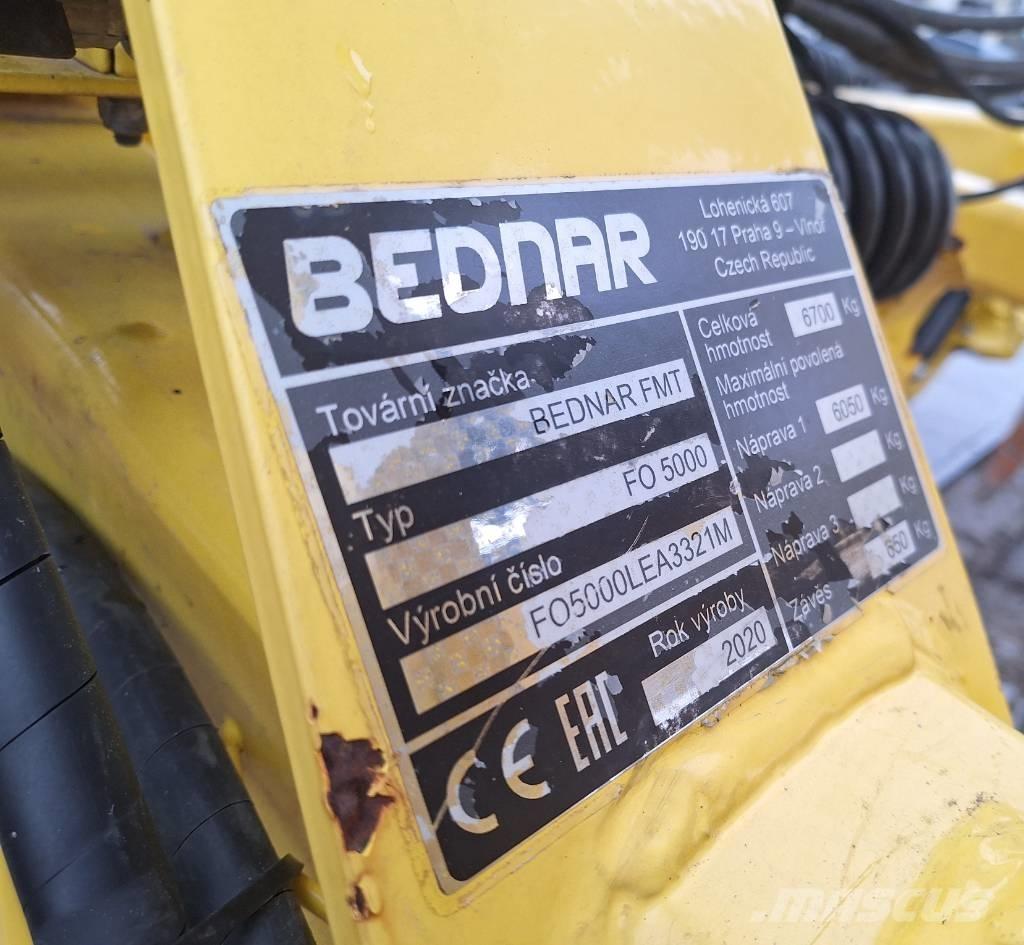 BEDNAR
Lohenická 607
190 17 Praha 9 – Vinoř
Czech Republic
Tovární značka
BEDNAR FMT
Typ
FO 5000
Výrobní číslo
FO5000LEA3321M
Rok výroby
2020
CE EAC
Celková
hmotnost 6700 Kg
Maximální povolená
hmotnost
Náprava 1 6050 Kg
Náprava 2 Kg
Náprava 3 Kg
Závěs 650 Kg
mascus